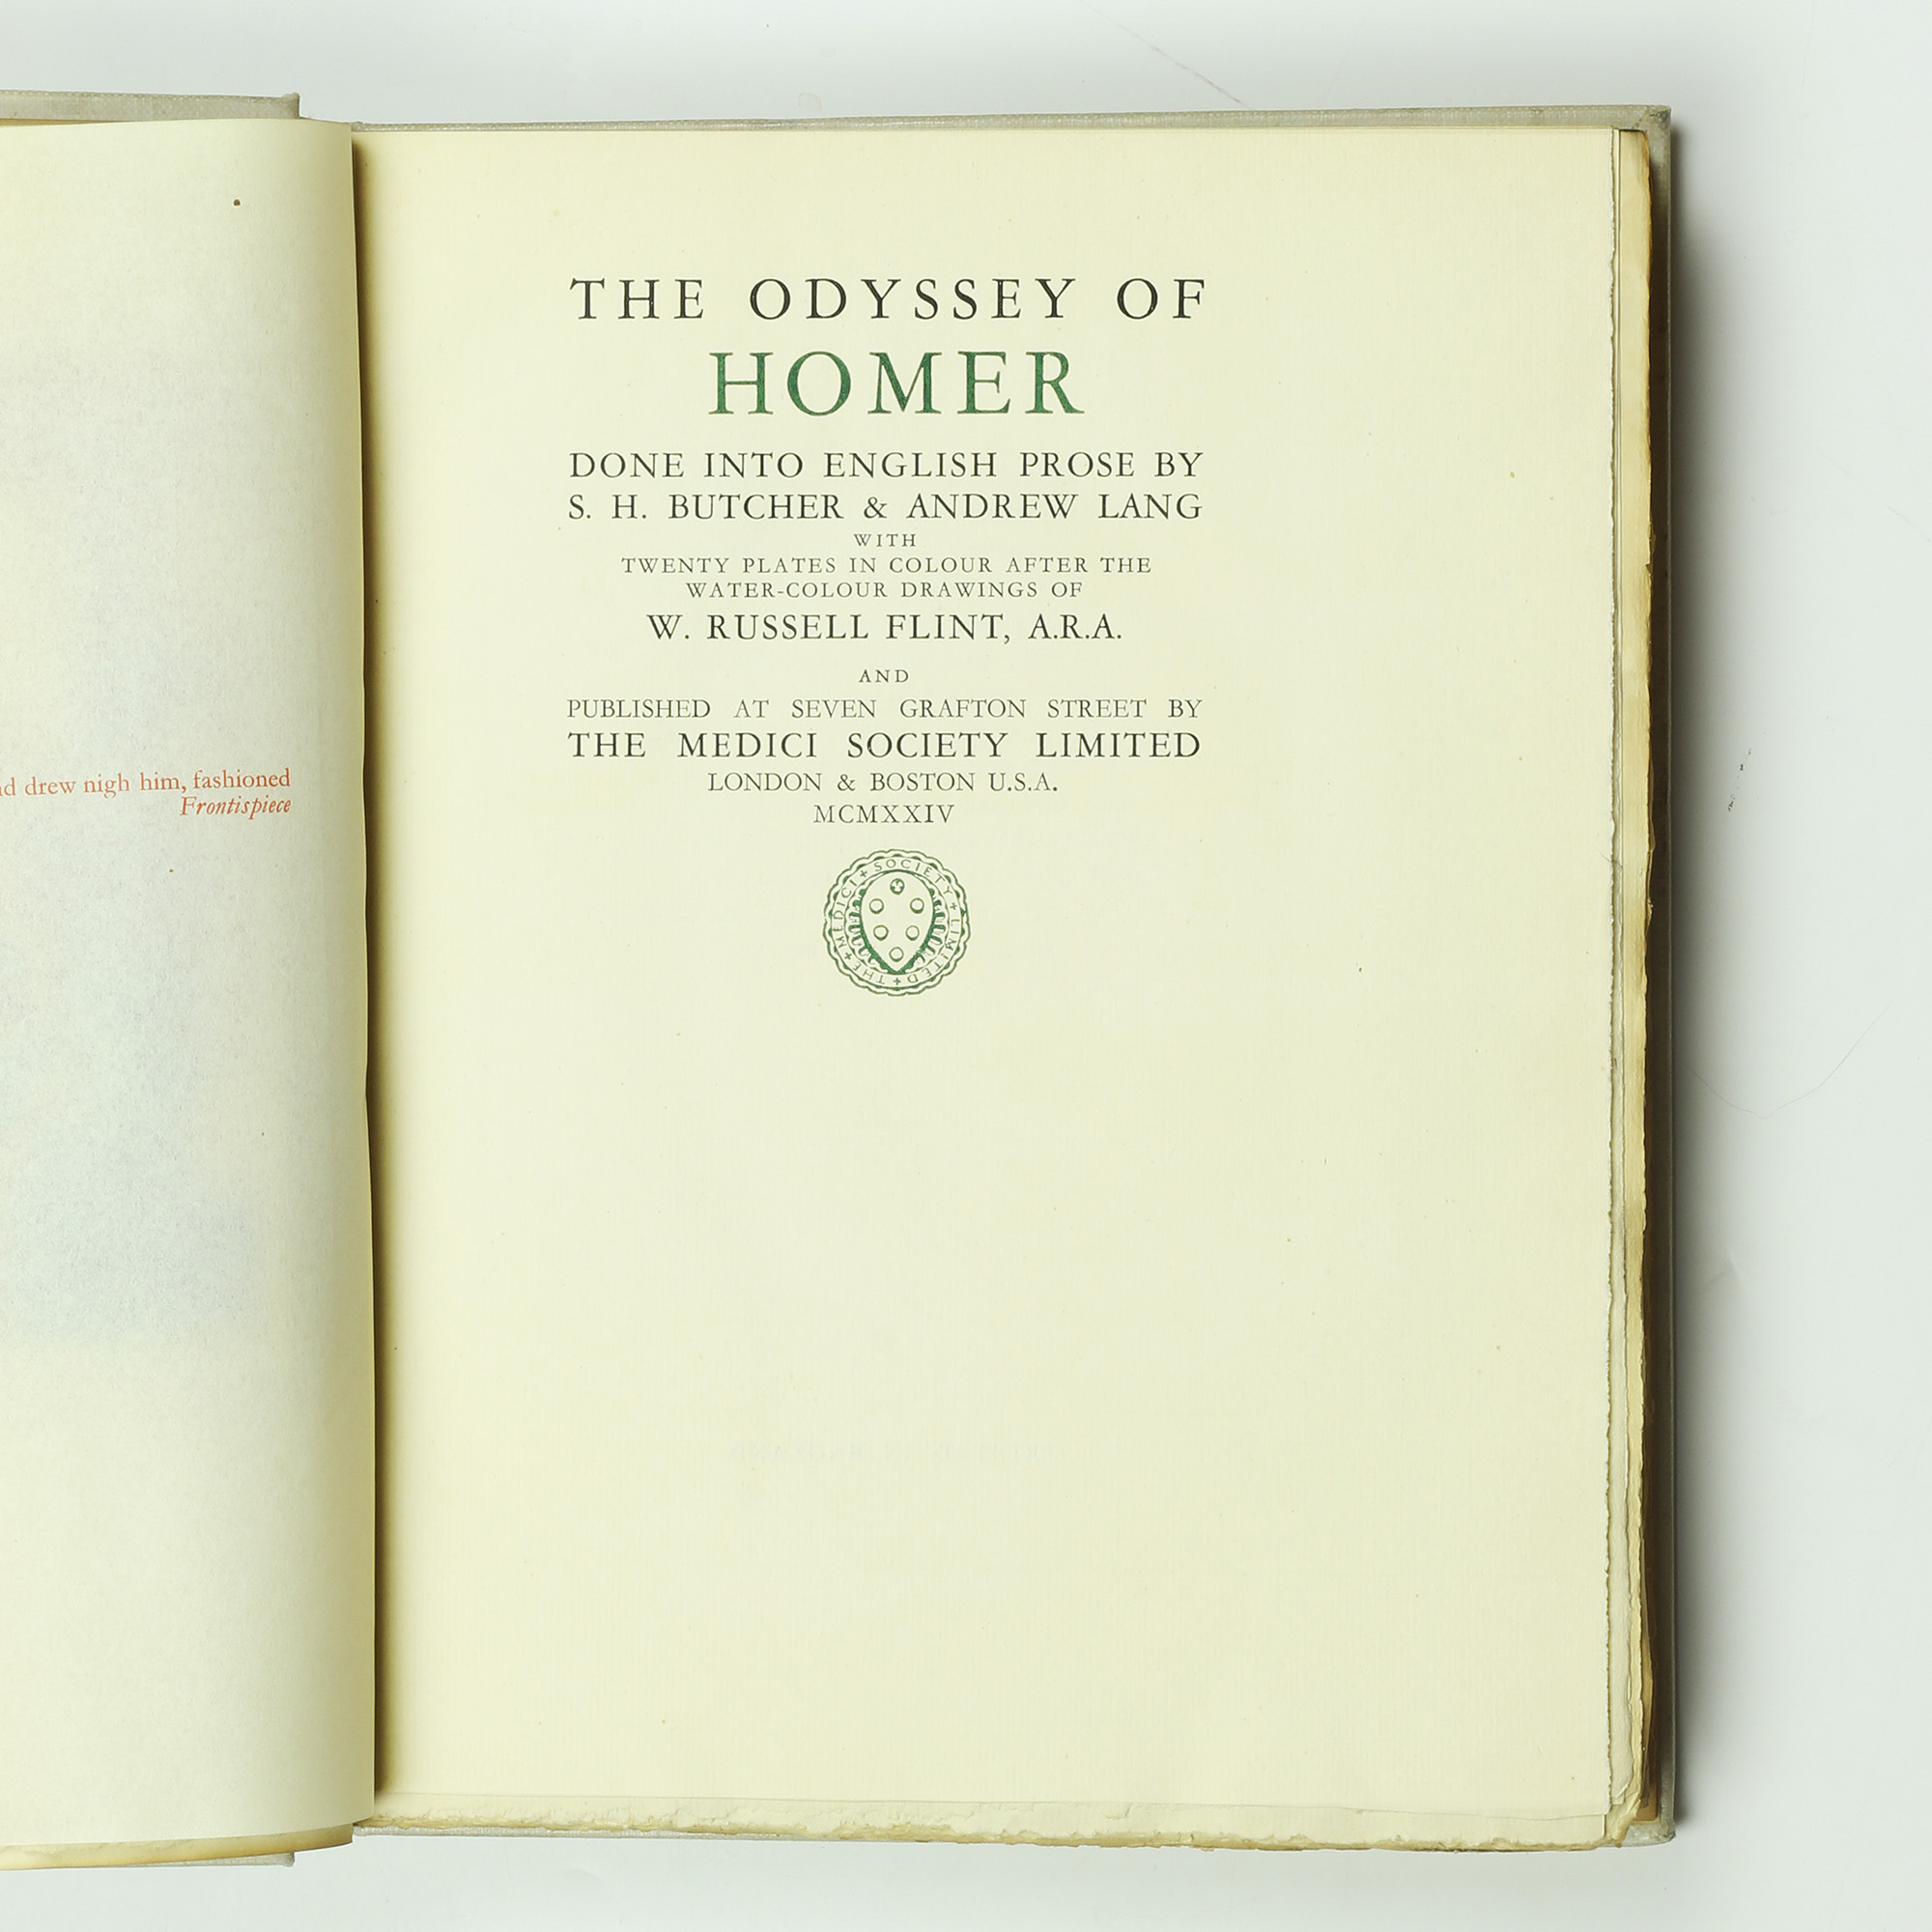 drew nigh him, fashioned
Frontispiece
THE ODYSSEY OF
HOMER
DONE INTO ENGLISH PROSE BY
S. H. BUTCHER & ANDREW LANG
WITH
TWENTY PLATES IN COLOUR AFTER THE
WATER-COLOUR DRAWINGS OF
W. RUSSELL FLINT, A.R.A.
AND
PUBLISHED AT SEVEN GRAFTON STREET BY
THE MEDICI SOCIETY LIMITED
LONDON & BOSTON U.S.A.
MCMXXIV
THE + MEDICI + SOCIETY + LIMITED +